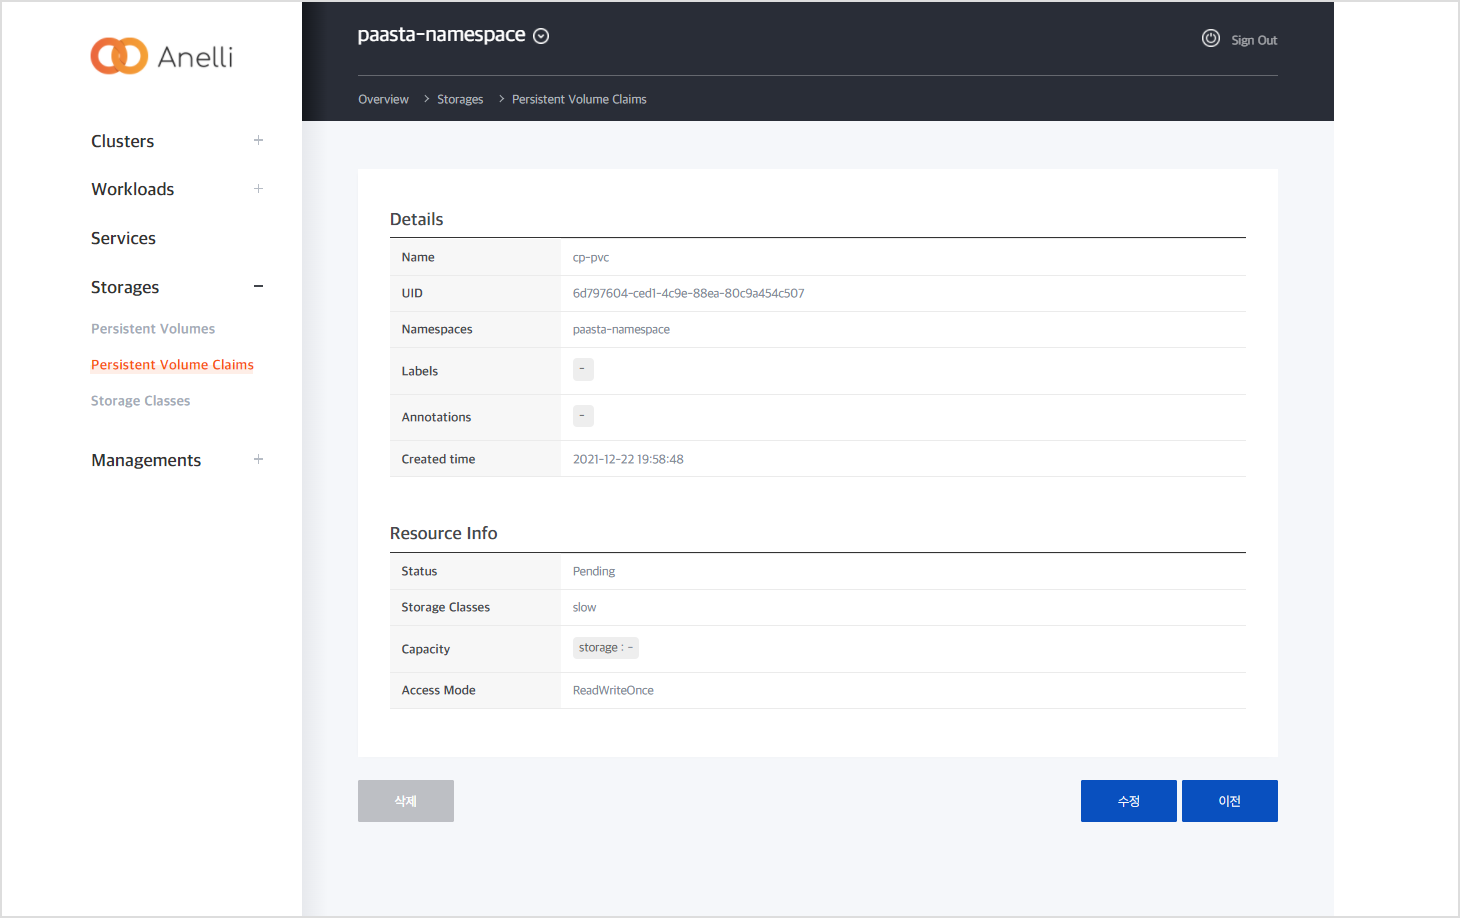 Anelli
Clusters
Workloads
Services
Storages
Persistent Volumes
Persistent Volume Claims
Storage Classes
Managements
paasta-namespace
Sign Out
Overview > Storages > Persistent Volume Claims
Details
Name cp-pvc
UID 6d797604-ced1-4c9e-88ea-80c9a454c507
Namespaces paasta-namespace
Labels -
Annotations -
Created time 2021-12-22 19:58:48
Resource Info
Status Pending
Storage Classes slow
Capacity storage : -
Access Mode ReadWriteOnce
삭제 수정 이전